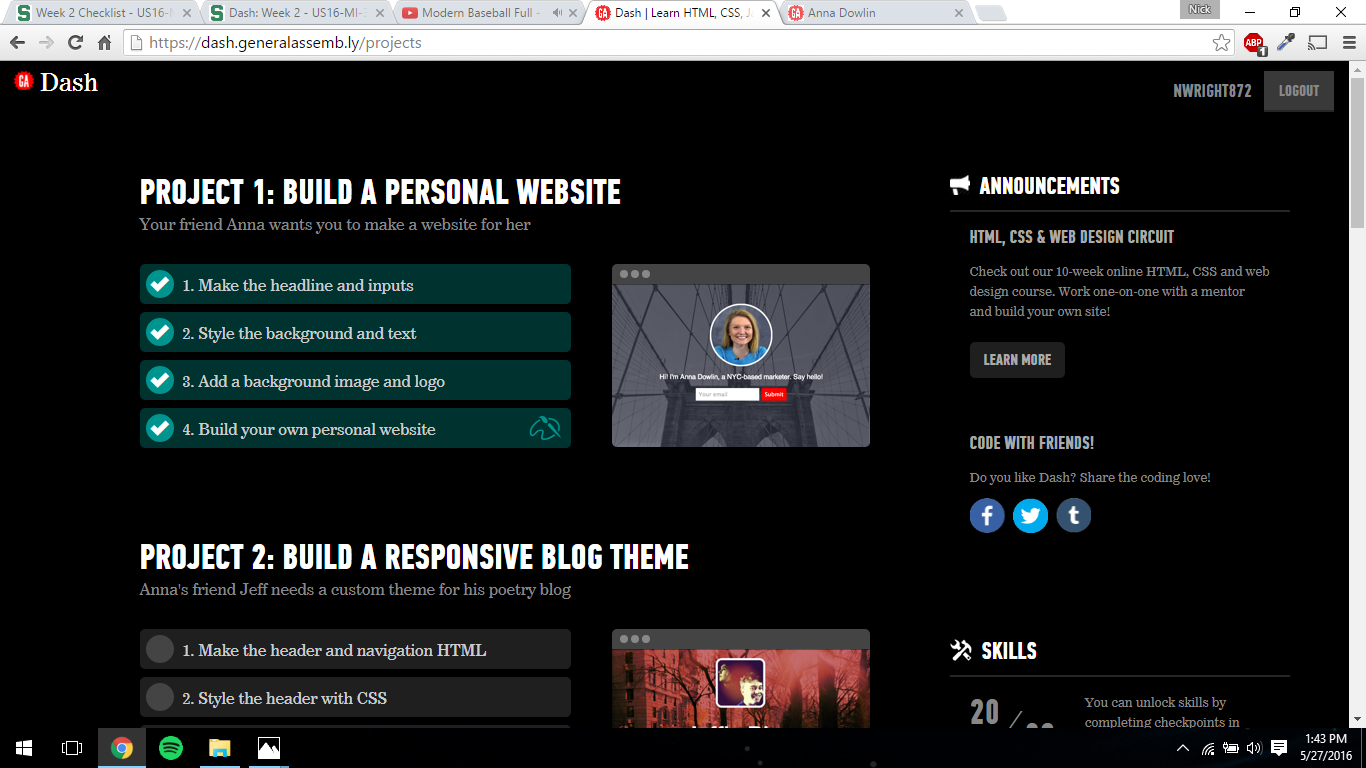 Week 2 Checklist - US16-
Dash: Week 2 - US16-MI-
Modern Baseball Full -
Dash | Learn HTML, CSS, J
Anna Dowlin
Nick
https://dash.generalassemb.ly/projects
ABP
1
GA
Dash
NWRIGHT872
LOGOUT
PROJECT 1: BUILD A PERSONAL WEBSITE
Your friend Anna wants you to make a website for her
1. Make the headline and inputs
2. Style the background and text
3. Add a background image and logo
4. Build your own personal website
Hi! I'm Anna Dowlin, a NYC-based marketer. Say hello!
Your email
Submit
ANNOUNCEMENTS
HTML, CSS & WEB DESIGN CIRCUIT
Check out our 10-week online HTML, CSS and web
design course. Work one-on-one with a mentor
and build your own site!
LEARN MORE
CODE WITH FRIENDS!
Do you like Dash? Share the coding love!
PROJECT 2: BUILD A RESPONSIVE BLOG THEME
Anna's friend Jeff needs a custom theme for his poetry blog
1. Make the header and navigation HTML
2. Style the header with CSS
SKILLS
20 /
You can unlock skills by
completing checkpoints in
1:43 PM
5/27/2016